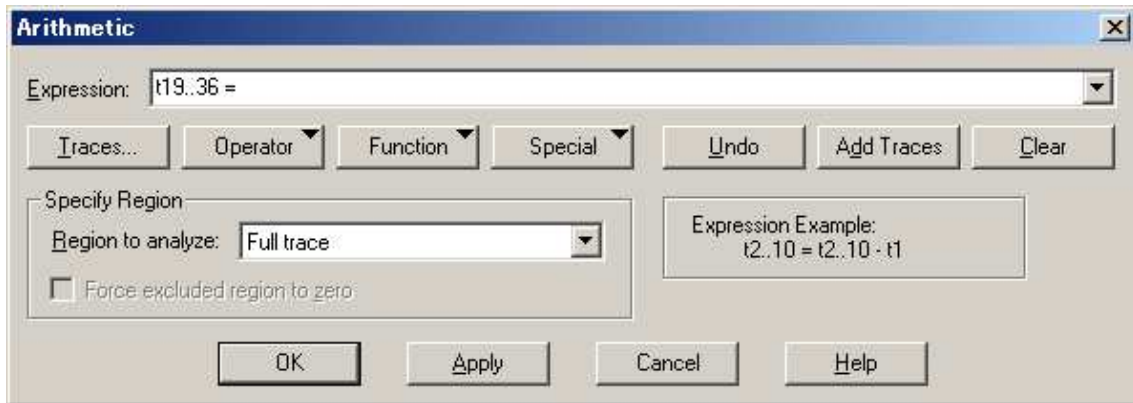 Arithmetic
Expression: t19..36 =
Traces... Operator Function Special Undo Add Traces Clear
Specify Region
Region to analyze: Full trace
Force excluded region to zero
Expression Example:
t2..10 = t2..10 - t1
OK Apply Cancel Help